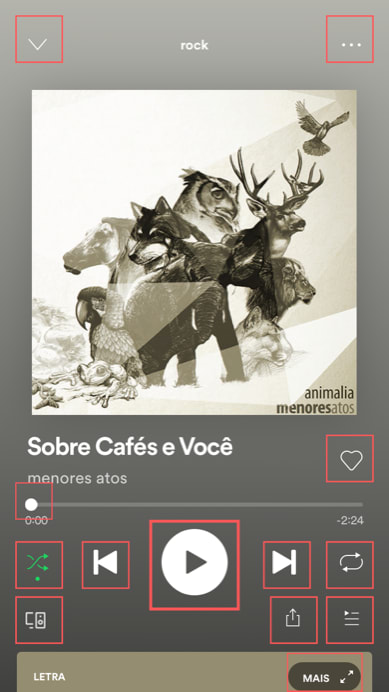 rock
animalia
menoresatos
Sobre Cafés e Você
menores atos
0:00
-2:24
LETRA
MAIS